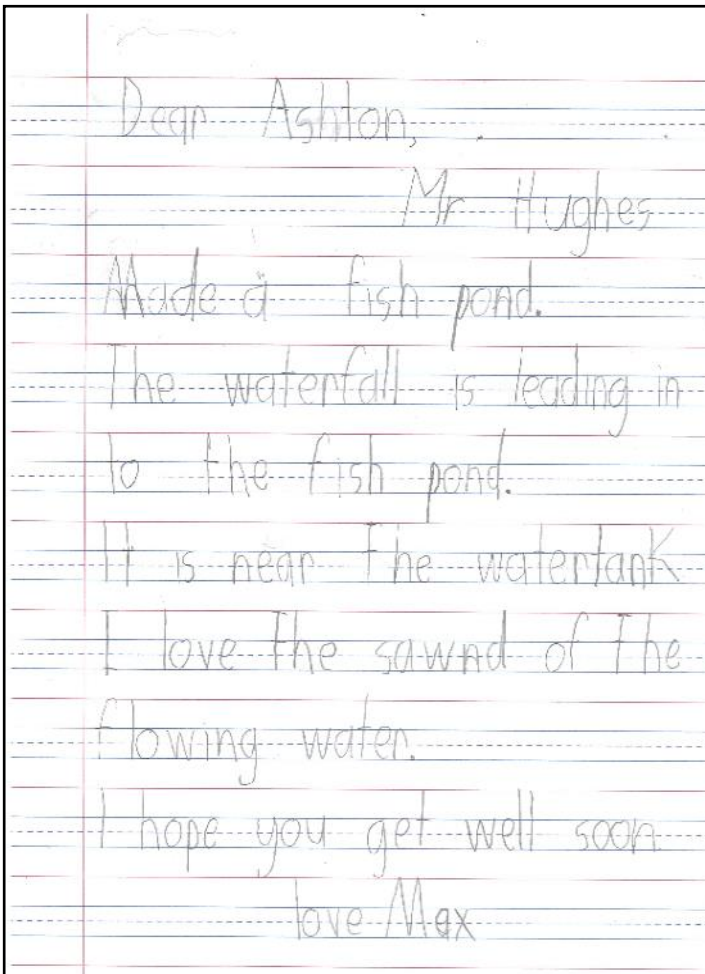 Dear Ashton,
Mr Hughes
Made a fish pond.
The waterfall is leading in
to the fish pond.
It is near the watertank
I love the sawnd of the
flowing water.
I hope you get well soon
love Max